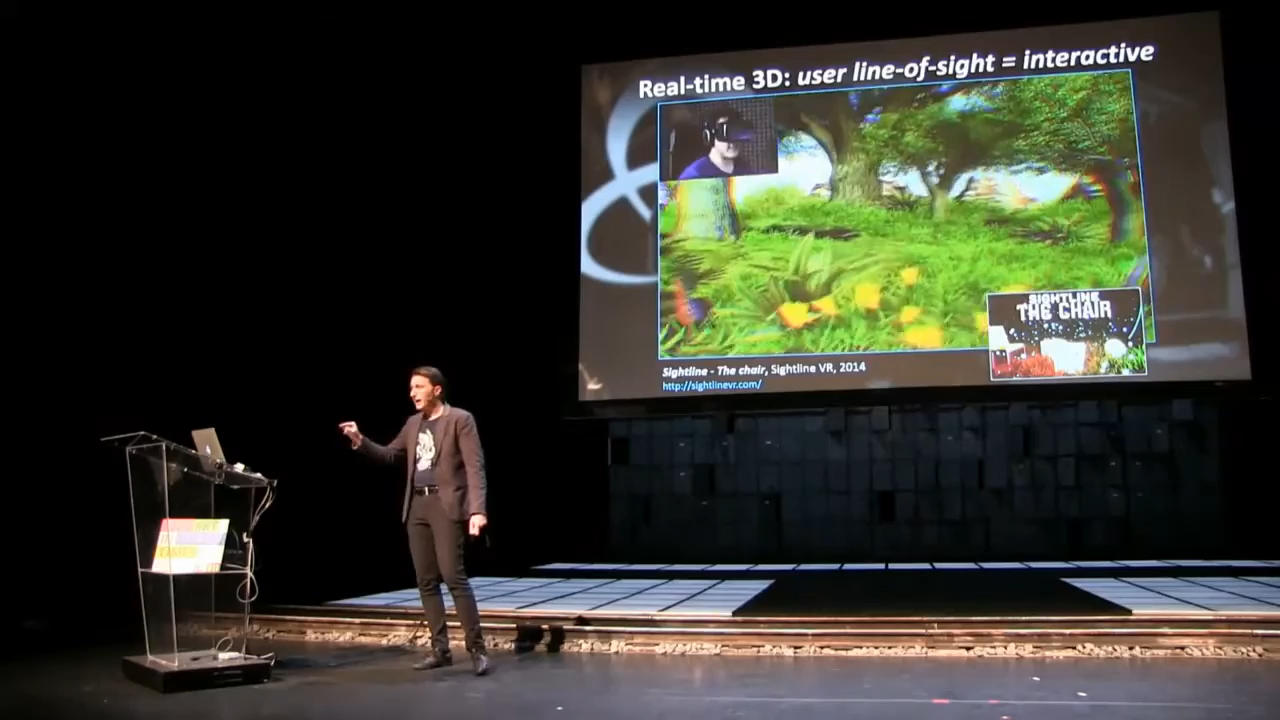 Real-time 3D: user line-of-sight = interactive
SIGHTLINE
THE CHAIR
Sightline - The chair, Sightline VR, 2014
http://sightlinevr.com/